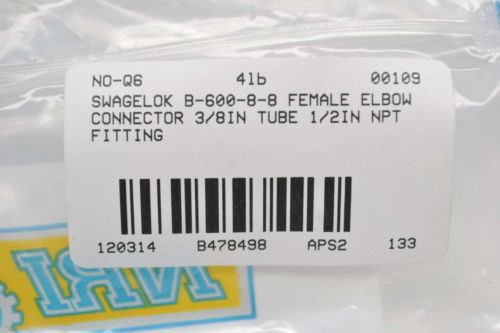 NO-Q6 4lb 00109
SWAGELOK B-600-8-8 FEMALE ELBOW
CONNECTOR 3/8IN TUBE 1/2IN NPT
FITTING
120314 B478498 APS2 133
NRI